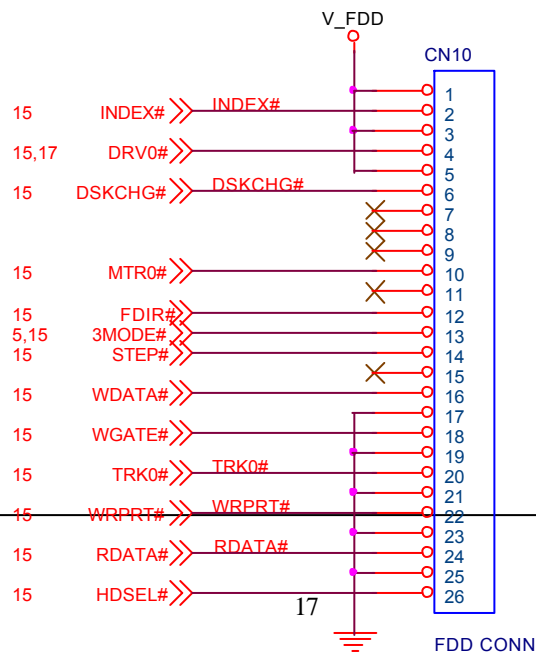 V_FDD
CN10
1
15 INDEX# INDEX# 2
3
15,17 DRV0# 4
5
15 DSKCHG# DSKCHG# 6
7
8
9
15 MTR0# 10
11
15 FDIR# 12
5,15 3MODE# 13
15 STEP# 14
15
15 WDATA# 16
17
15 WGATE# 18
19
15 TRK0# TRK0# 20
21
15 WRPRT# WRPRT# 22
23
15 RDATA# RDATA# 24
25
15 HDSEL# 26
17
FDD CONN